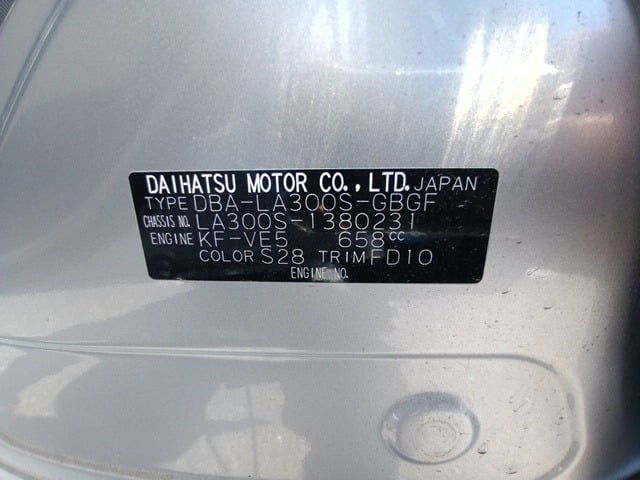 DAIHATSU MOTOR CO., LTD. JAPAN
TYPE DBA-LA300S-GBGF
CHASSIS NO. LA300S-1380231
ENGINE KF-VE5 658cc
COLOR S28 TRIM FD10
ENGINE NO.